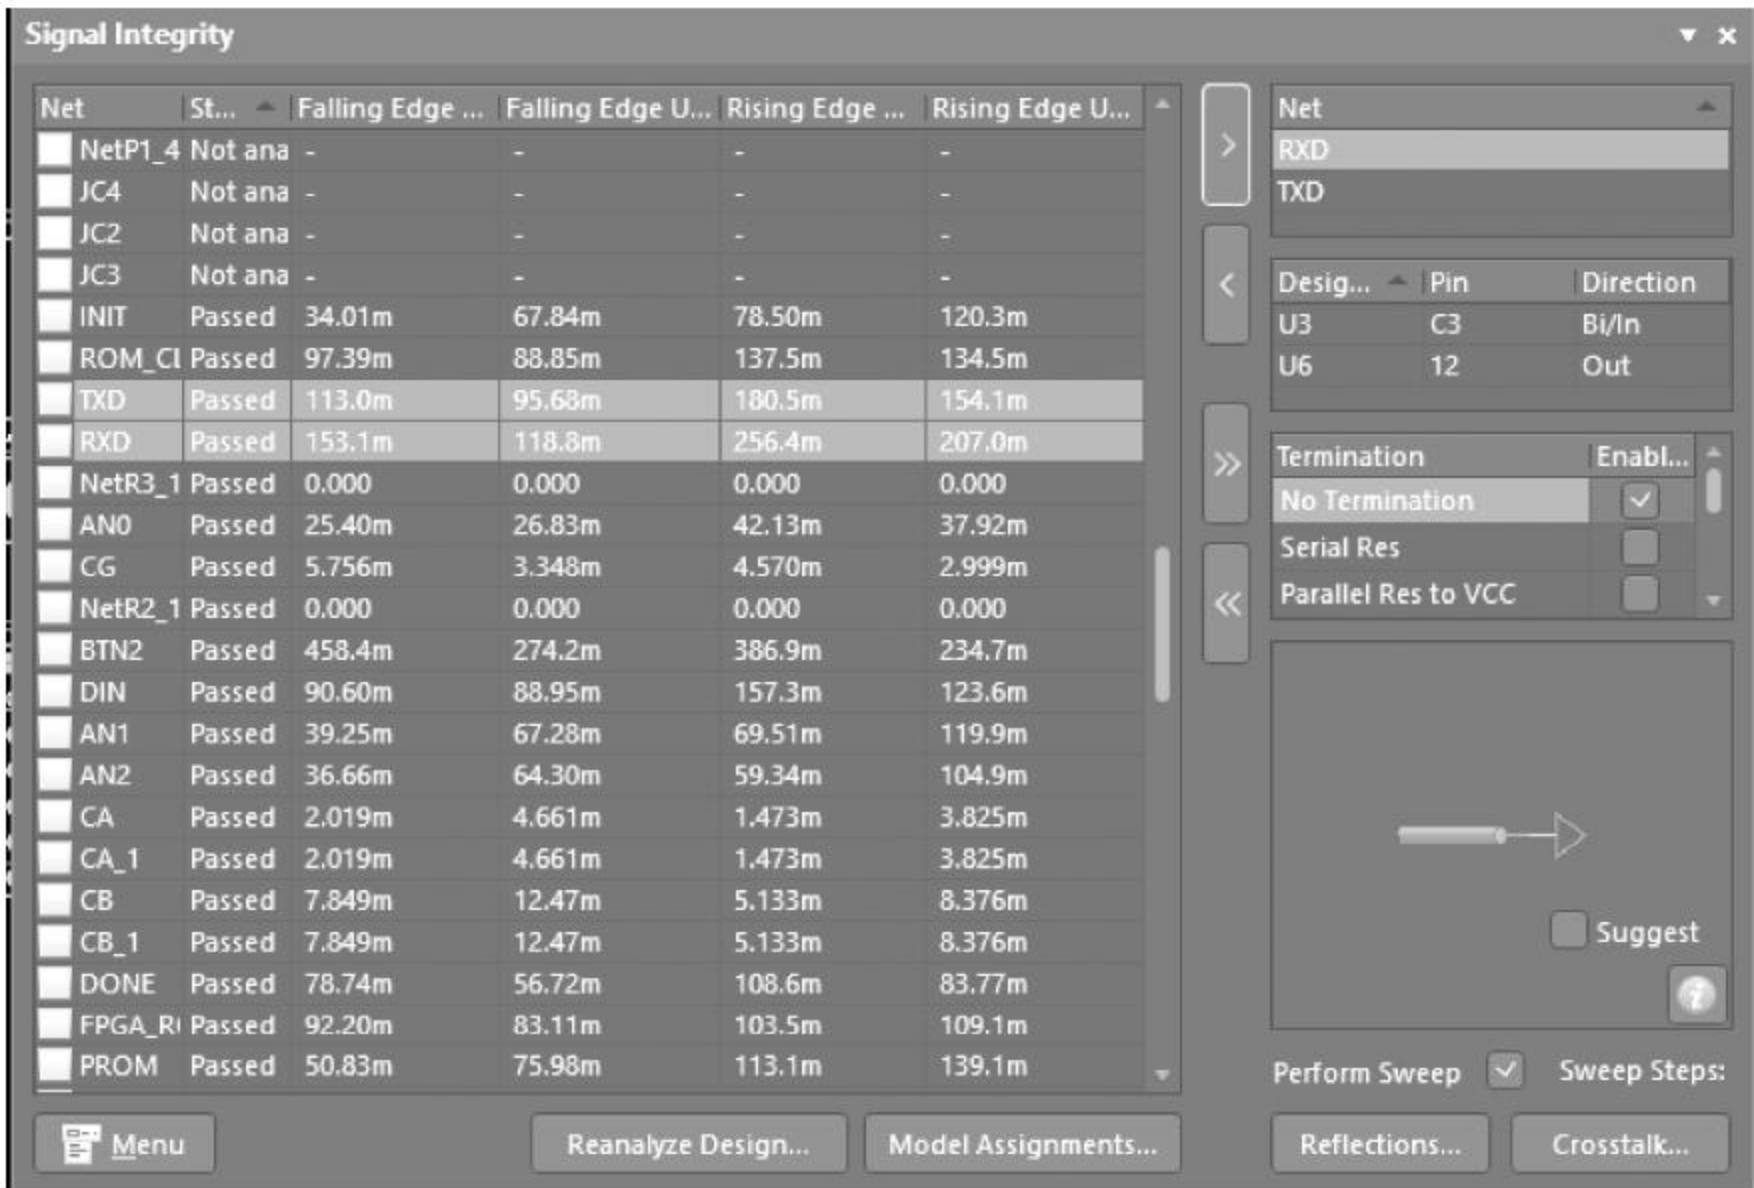 Signal Integrity
Net St... Falling Edge ... Falling Edge U... Rising Edge ... Rising Edge U...
NetP1_4 Not ana - - - -
JC4 Not ana - - - -
JC2 Not ana - - - -
JC3 Not ana - - - -
INIT Passed 34.01m 67.84m 78.50m 120.3m
ROM_CL Passed 97.39m 88.85m 137.5m 134.5m
TXD Passed 113.0m 95.68m 180.5m 154.1m
RXD Passed 153.1m 118.8m 256.4m 207.0m
NetR3_1 Passed 0.000 0.000 0.000 0.000
AN0 Passed 25.40m 26.83m 42.13m 37.92m
CG Passed 5.756m 3.348m 4.570m 2.999m
NetR2_1 Passed 0.000 0.000 0.000 0.000
BTN2 Passed 458.4m 274.2m 386.9m 234.7m
DIN Passed 90.60m 88.95m 157.3m 123.6m
AN1 Passed 39.25m 67.28m 69.51m 119.9m
AN2 Passed 36.66m 64.30m 59.34m 104.9m
CA Passed 2.019m 4.661m 1.473m 3.825m
CA_1 Passed 2.019m 4.661m 1.473m 3.825m
CB Passed 7.849m 12.47m 5.133m 8.376m
CB_1 Passed 7.849m 12.47m 5.133m 8.376m
DONE Passed 78.74m 56.72m 108.6m 83.77m
FPGA_R Passed 92.20m 83.11m 103.5m 109.1m
PROM Passed 50.83m 75.98m 113.1m 139.1m
Menu
Reanalyze Design...
Model Assignments...
>
<
>>
<<
Net
RXD
TXD
Desig... Pin Direction
U3 C3 Bi/In
U6 12 Out
Termination Enabl...
No Termination
Serial Res
Parallel Res to VCC
Suggest
Perform Sweep Sweep Steps:
Reflections...
Crosstalk...